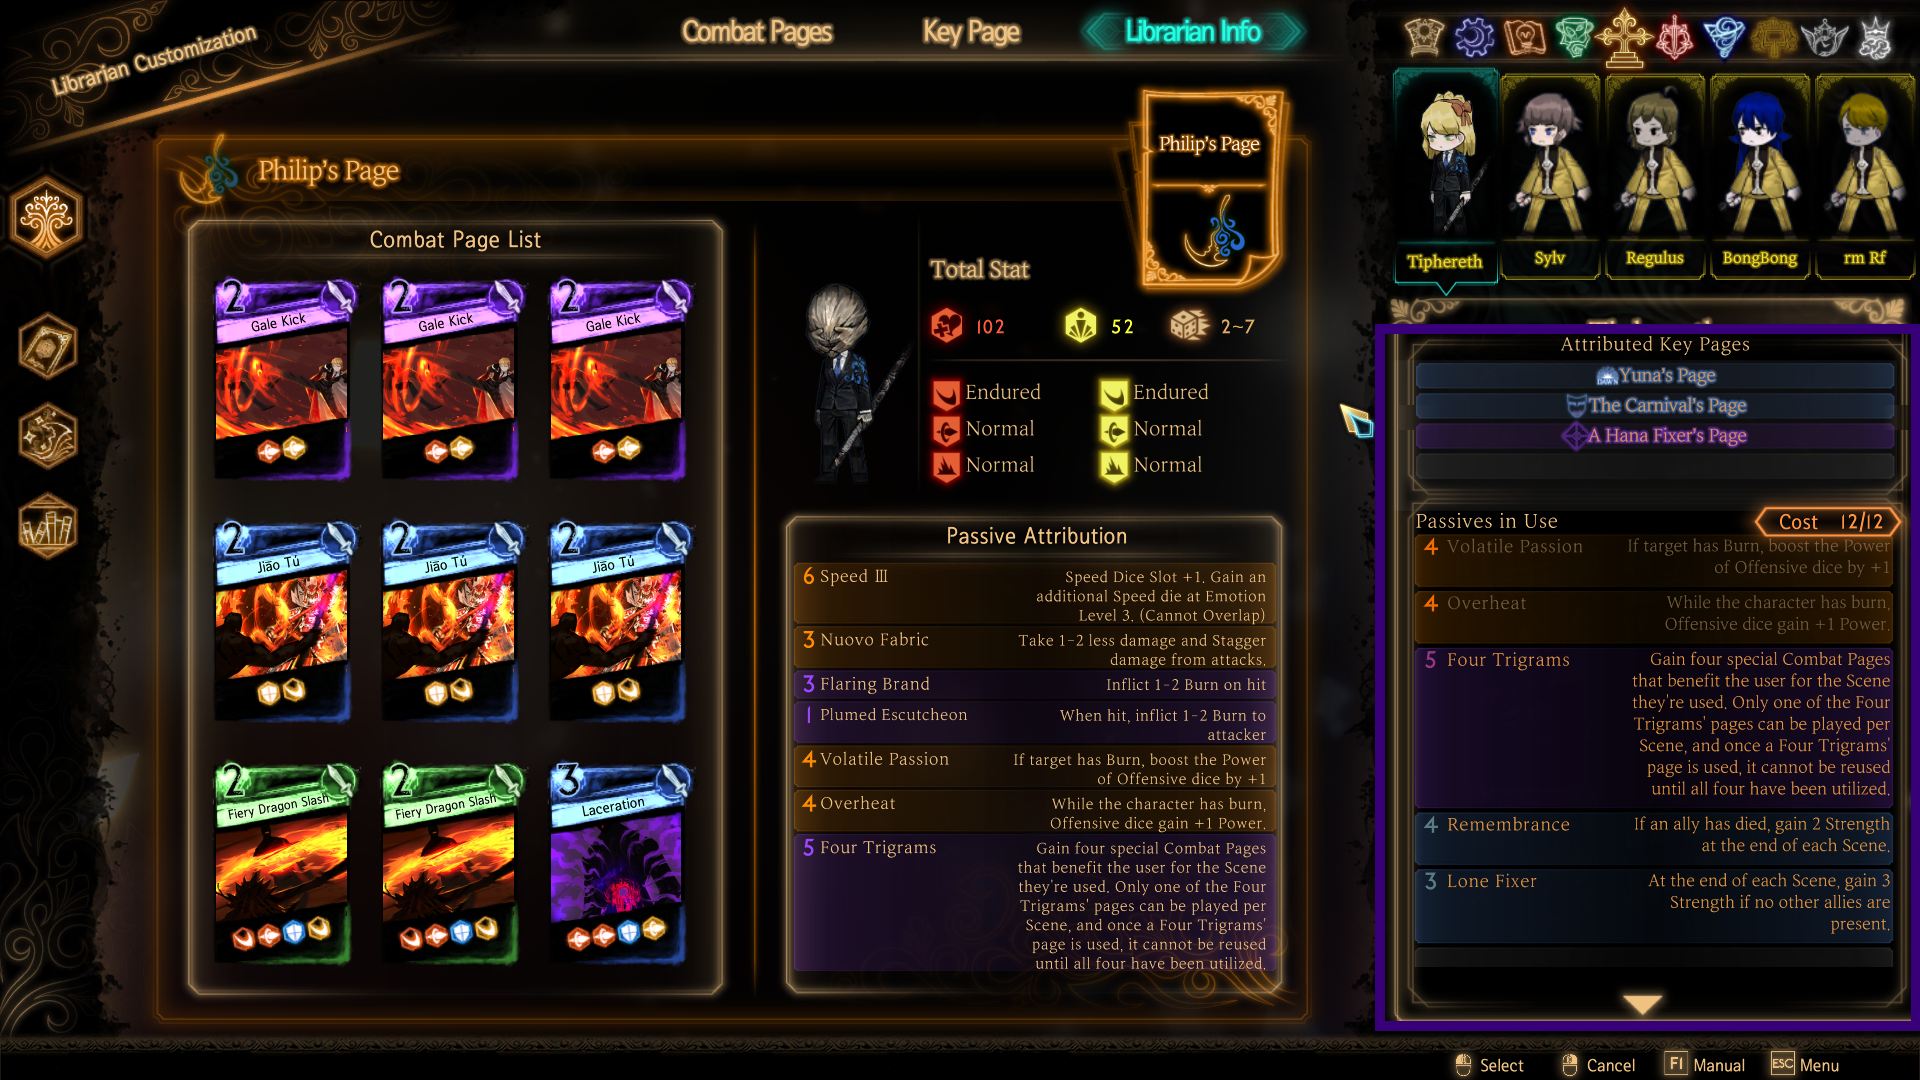 Librarian Customization
Combat Pages
Key Page
Librarian Info
Philip's Page
Philip's Page
Combat Page List
2
Gale Kick
2
Gale Kick
2
Gale Kick
2
Jiāo Tú
2
Jiāo Tú
2
Jiāo Tú
2
Fiery Dragon Slash
2
Fiery Dragon Slash
3
Laceration
Total Stat
102
52
2~7
Endured
Endured
Normal
Normal
Normal
Normal
Passive Attribution
6 Speed III
Speed Dice Slot +1. Gain an
additional Speed die at Emotion
Level 3. (Cannot Overlap)
3 Nuovo Fabric
Take 1-2 less damage and Stagger
damage from attacks.
3 Flaring Brand
Inflict 1-2 Burn on hit
1 Plumed Escutcheon
When hit, inflict 1-2 Burn to
attacker
4 Volatile Passion
If target has Burn, boost the Power
of Offensive dice by +1
4 Overheat
While the character has burn,
Offensive dice gain +1 Power.
5 Four Trigrams
Gain four special Combat Pages
that benefit the user for the Scene
they're used. Only one of the Four
Trigrams' pages can be played per
Scene, and once a Four Trigrams'
page is used, it cannot be reused
until all four have been utilized.
Tiphereth
Sylv
Regulus
BongBong
rm Rf
Attributed Key Pages
DAWN
Yuna's Page
The Carnival's Page
A Hana Fixer's Page
Passives in Use
Cost 12/12
4 Volatile Passion
If target has Burn, boost the Power
of Offensive dice by +1
4 Overheat
While the character has burn,
Offensive dice gain +1 Power.
5 Four Trigrams
Gain four special Combat Pages
that benefit the user for the Scene
they're used. Only one of the Four
Trigrams' pages can be played per
Scene, and once a Four Trigrams'
page is used, it cannot be reused
until all four have been utilized.
4 Remembrance
If an ally has died, gain 2 Strength
at the end of each Scene.
3 Lone Fixer
At the end of each Scene, gain 3
Strength if no other allies are
present.
Select
Cancel
F1 Manual
ESC Menu